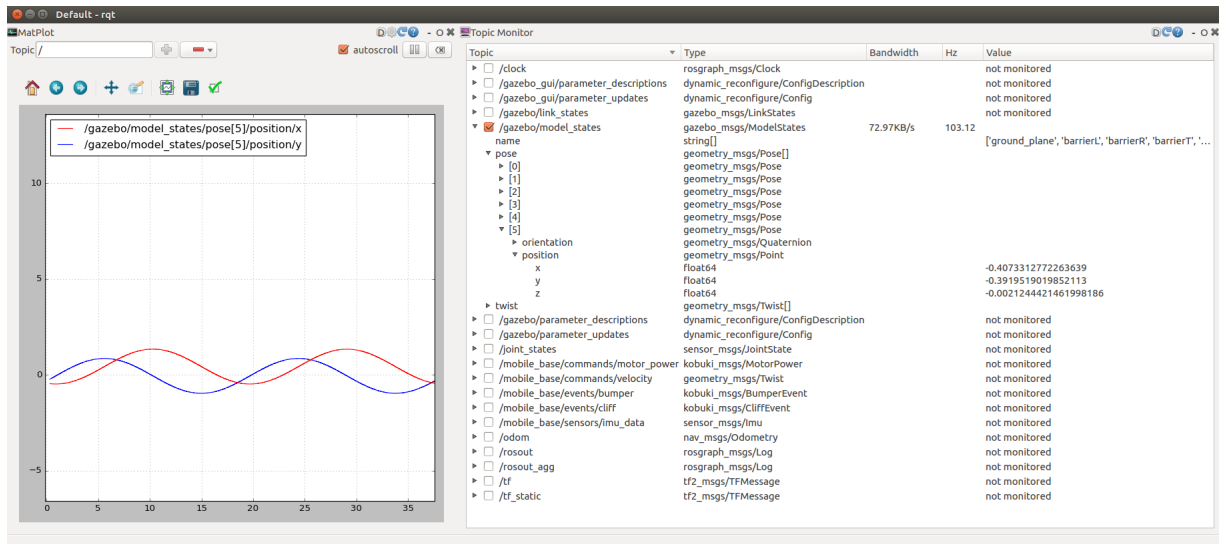 Default - rqt
MatPlot
Topic /
autoscroll
/gazebo/model_states/pose[5]/position/x
/gazebo/model_states/pose[5]/position/y
10
5
0
−5
0 5 10 15 20 25 30 35
Topic Monitor
Topic Type Bandwidth Hz Value
/clock rosgraph_msgs/Clock not monitored
/gazebo_gui/parameter_descriptions dynamic_reconfigure/ConfigDescription not monitored
/gazebo_gui/parameter_updates dynamic_reconfigure/Config not monitored
/gazebo/link_states gazebo_msgs/LinkStates not monitored
/gazebo/model_states gazebo_msgs/ModelStates 72.97KB/s 103.12
name string[] ['ground_plane', 'barrierL', 'barrierR', 'barrierT', '...
pose geometry_msgs/Pose[]
[0] geometry_msgs/Pose
[1] geometry_msgs/Pose
[2] geometry_msgs/Pose
[3] geometry_msgs/Pose
[4] geometry_msgs/Pose
[5] geometry_msgs/Pose
orientation geometry_msgs/Quaternion
position geometry_msgs/Point
x float64 -0.4073312772263639
y float64 -0.3919519019852113
z float64 -0.0021244421461998186
twist geometry_msgs/Twist[]
/gazebo/parameter_descriptions dynamic_reconfigure/ConfigDescription not monitored
/gazebo/parameter_updates dynamic_reconfigure/Config not monitored
/joint_states sensor_msgs/JointState not monitored
/mobile_base/commands/motor_power kobuki_msgs/MotorPower not monitored
/mobile_base/commands/velocity geometry_msgs/Twist not monitored
/mobile_base/events/bumper kobuki_msgs/BumperEvent not monitored
/mobile_base/events/cliff kobuki_msgs/CliffEvent not monitored
/mobile_base/sensors/imu_data sensor_msgs/Imu not monitored
/odom nav_msgs/Odometry not monitored
/rosout rosgraph_msgs/Log not monitored
/rosout_agg rosgraph_msgs/Log not monitored
/tf tf2_msgs/TFMessage not monitored
/tf_static tf2_msgs/TFMessage not monitored